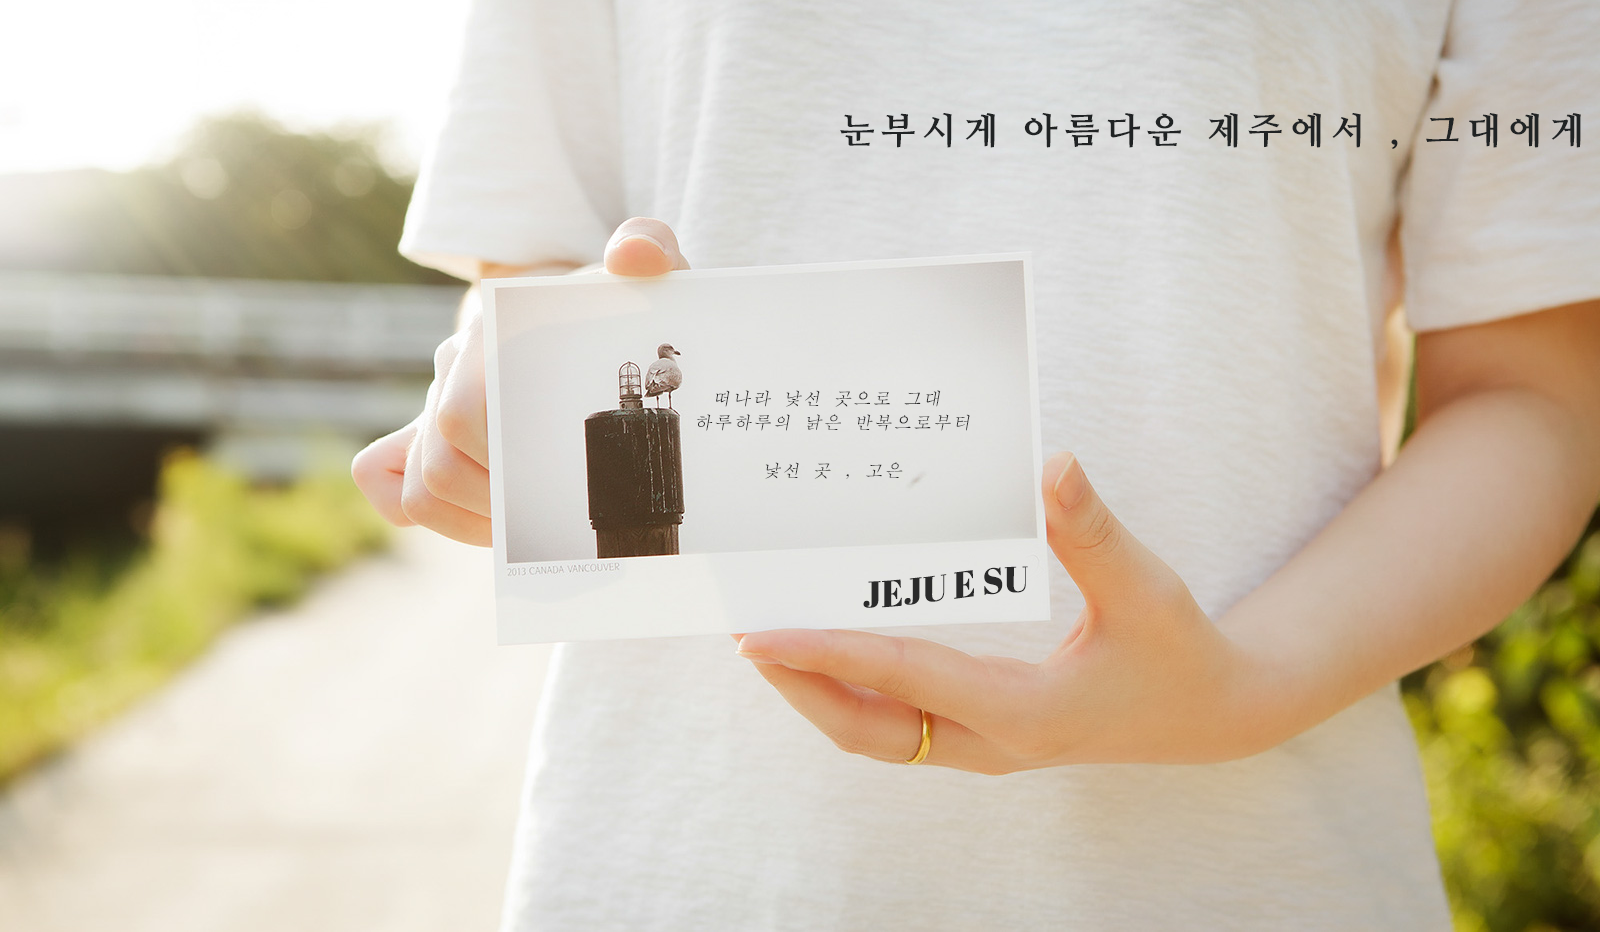 눈부시게 아름다운 제주에서 , 그대에게
떠나라 낯선 곳으로 그대
하루하루의 낡은 반복으로부터
낯선 곳 , 고은
2013 CANADA VANCOUVER
JEJU E SU